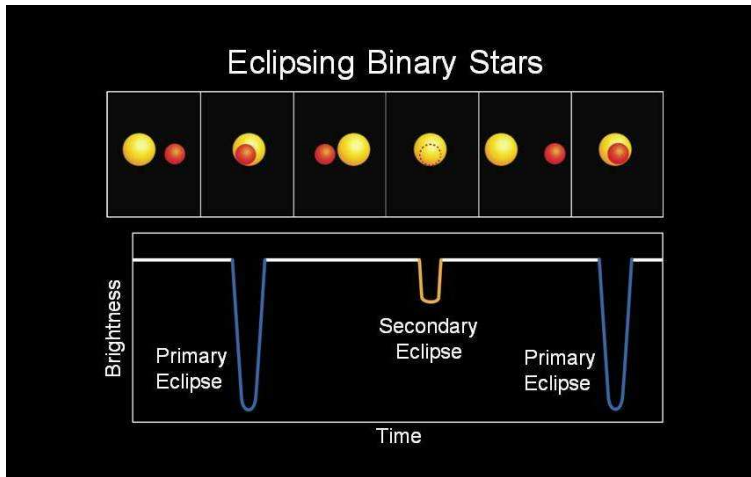 Eclipsing Binary Stars
Brightness
Primary
Eclipse
Secondary
Eclipse
Primary
Eclipse
Time